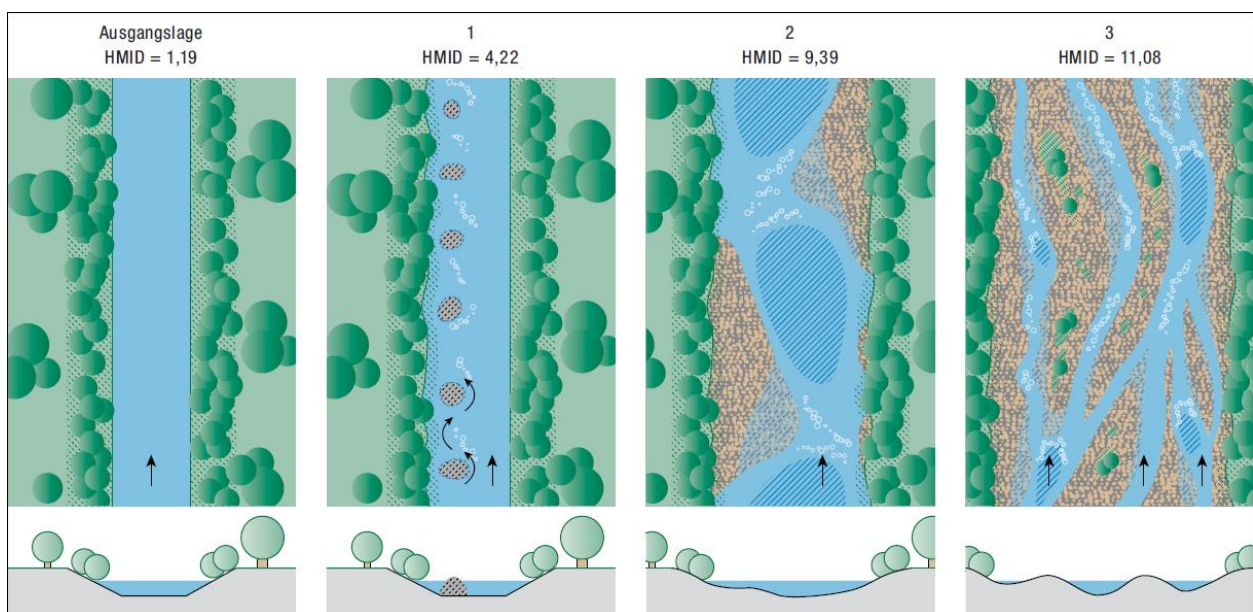 Ausgangslage
HMID = 1,19
1
HMID = 4,22
2
HMID = 9,39
3
HMID = 11,08